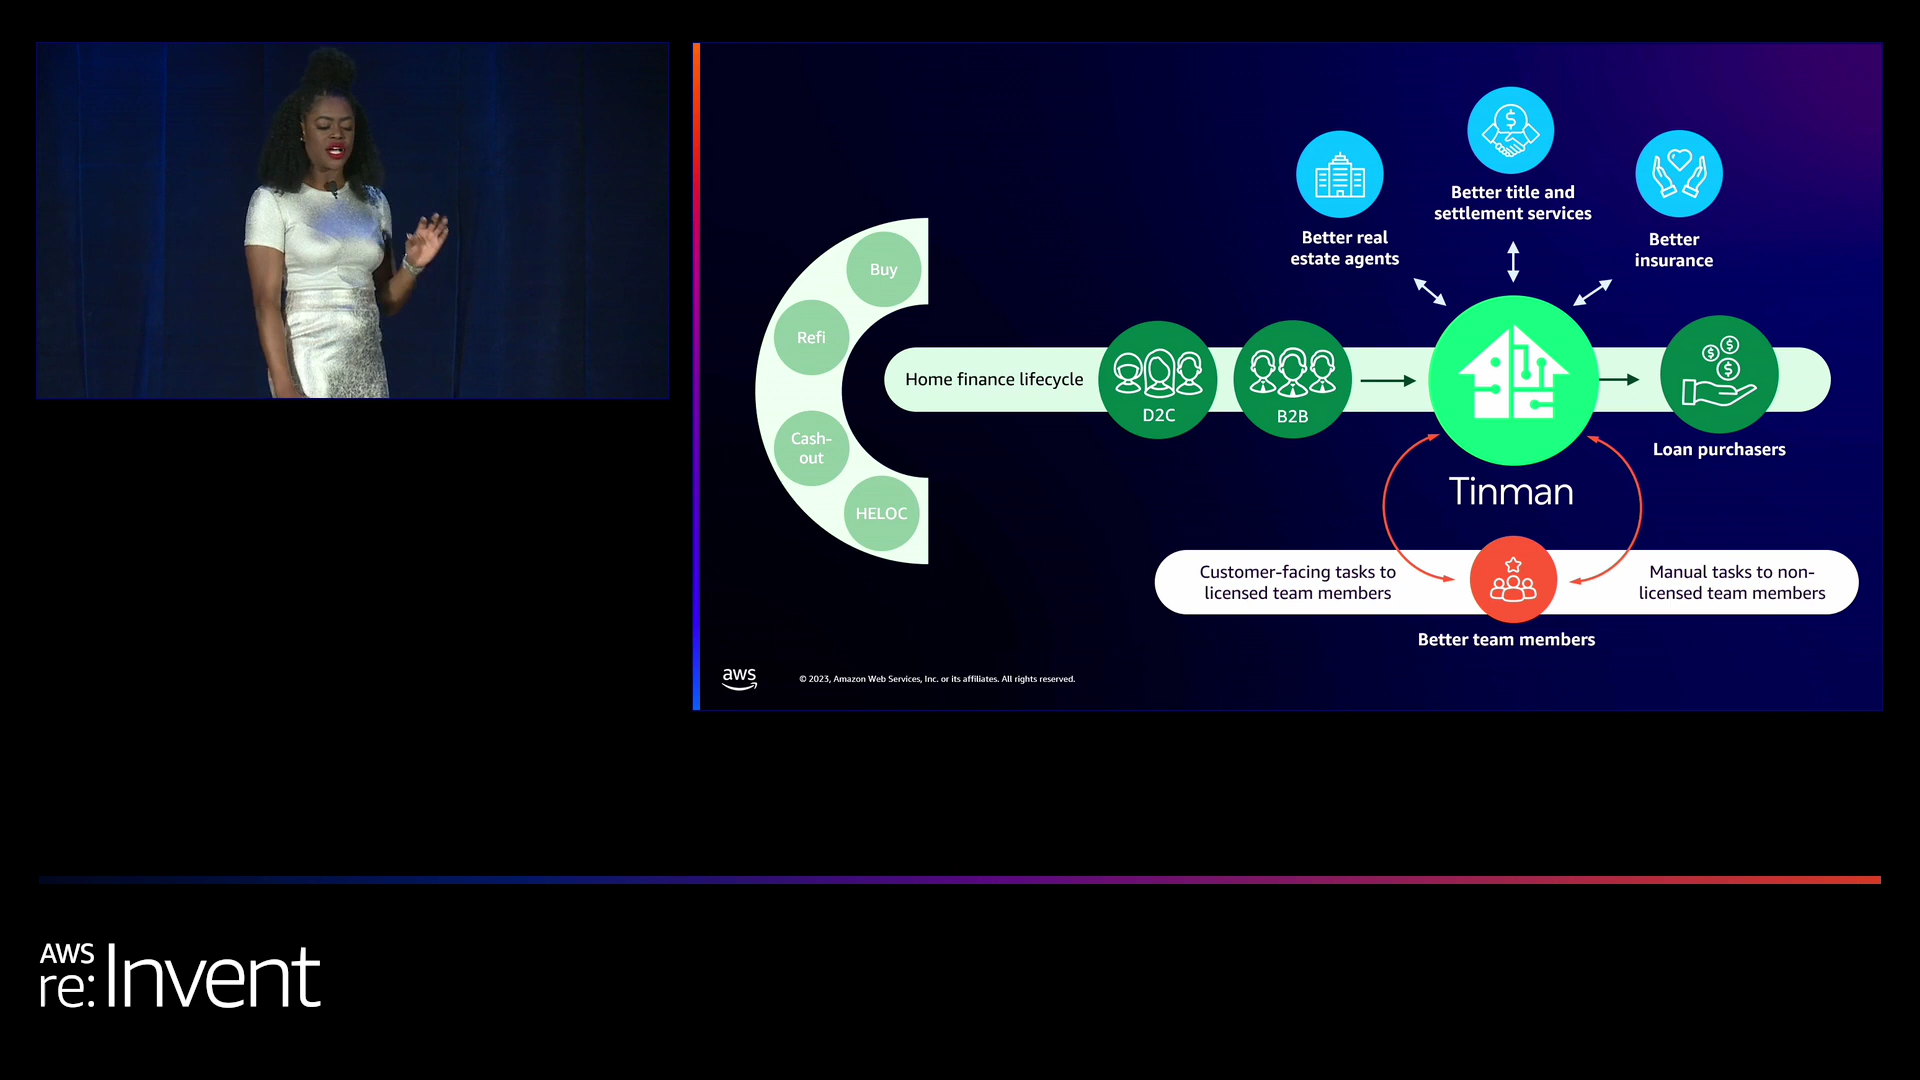 Better title and
settlement services
Better real
estate agents
Better
insurance
Buy
Refi
Cash-
out
HELOC
Home finance lifecycle
D2C
B2B
Loan purchasers
Tinman
Customer-facing tasks to
licensed team members
Manual tasks to non-
licensed team members
Better team members
aws
© 2023, Amazon Web Services, Inc. or its affiliates. All rights reserved.
AWS
re:Invent